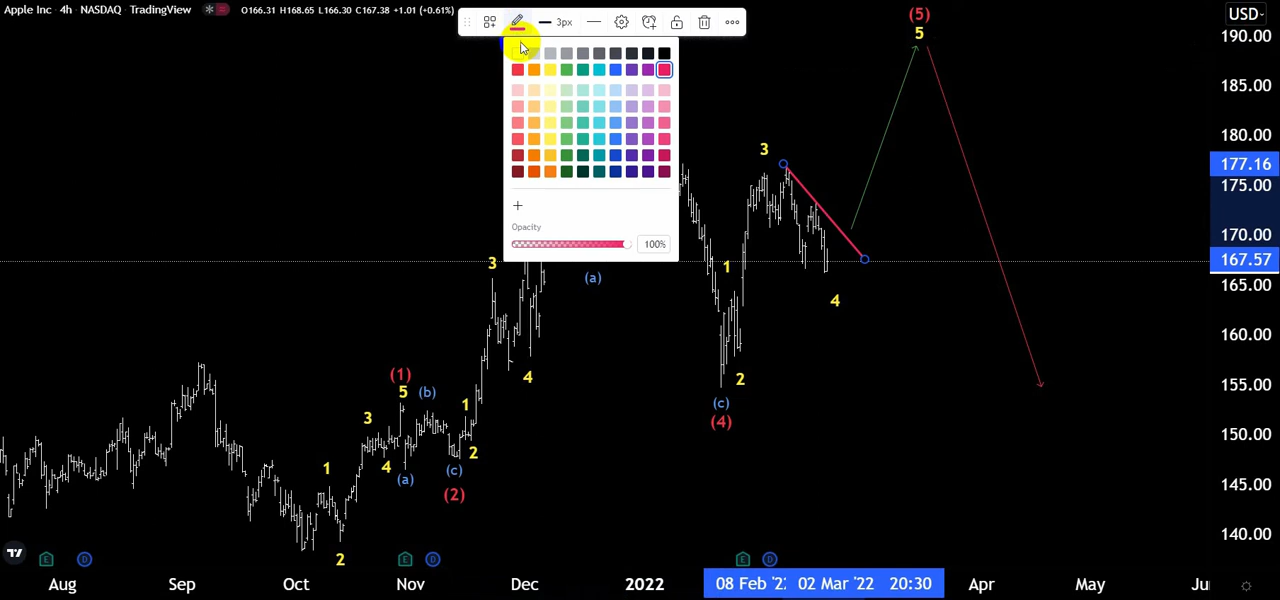 Apple Inc · 4h · NASDAQ · TradingView O166.31 H168.65 L166.30 C167.38 +1.01 (+0.61%)
3px
USD
(5)
5
190.00
185.00
180.00
3
177.16
175.00
170.00
Opacity
100%
3
1
167.57
(a)
165.00
4
160.00
4
2
155.00
(1)
5
(b)
(c)
(4)
3
1
150.00
4
2
1
(a)
(c)
(2)
145.00
140.00
2
E D E D E D
Aug Sep Oct Nov Dec 2022 08 Feb '22 02 Mar '22 20:30 Apr May